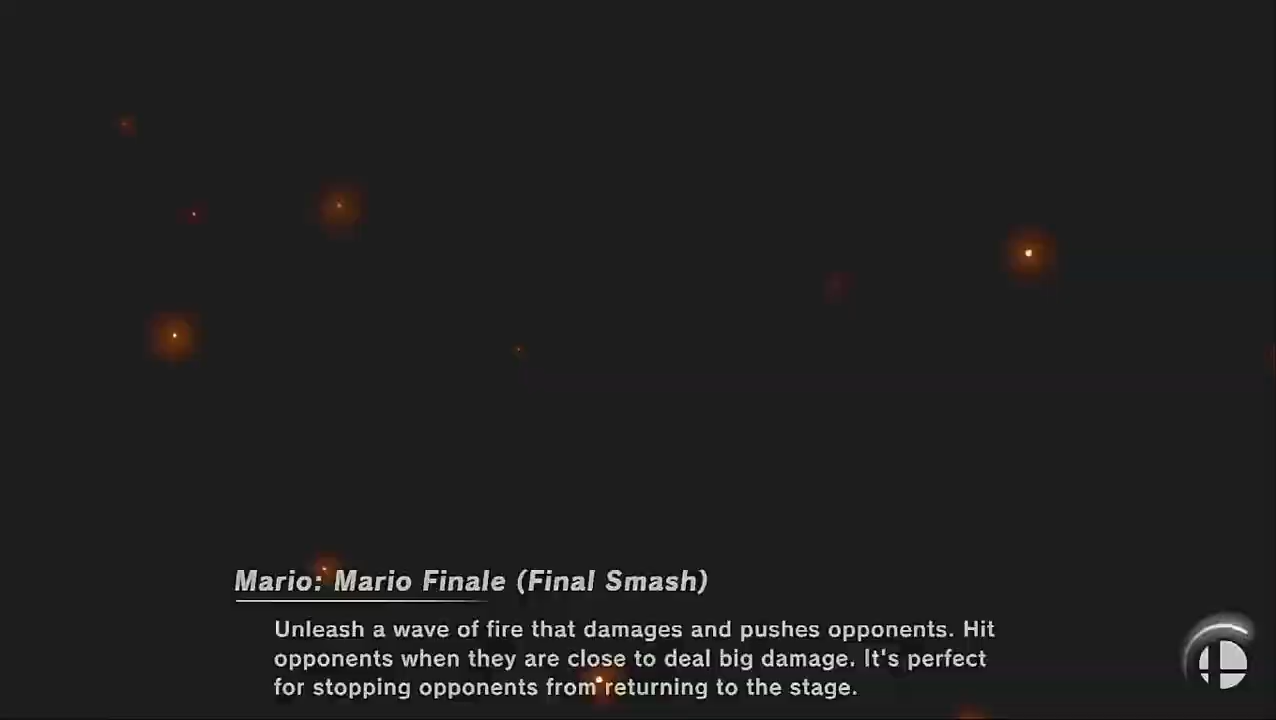 Mario: Mario Finale (Final Smash)
Unleash a wave of fire that damages and pushes opponents. Hit
opponents when they are close to deal big damage. It's perfect
for stopping opponents from returning to the stage.